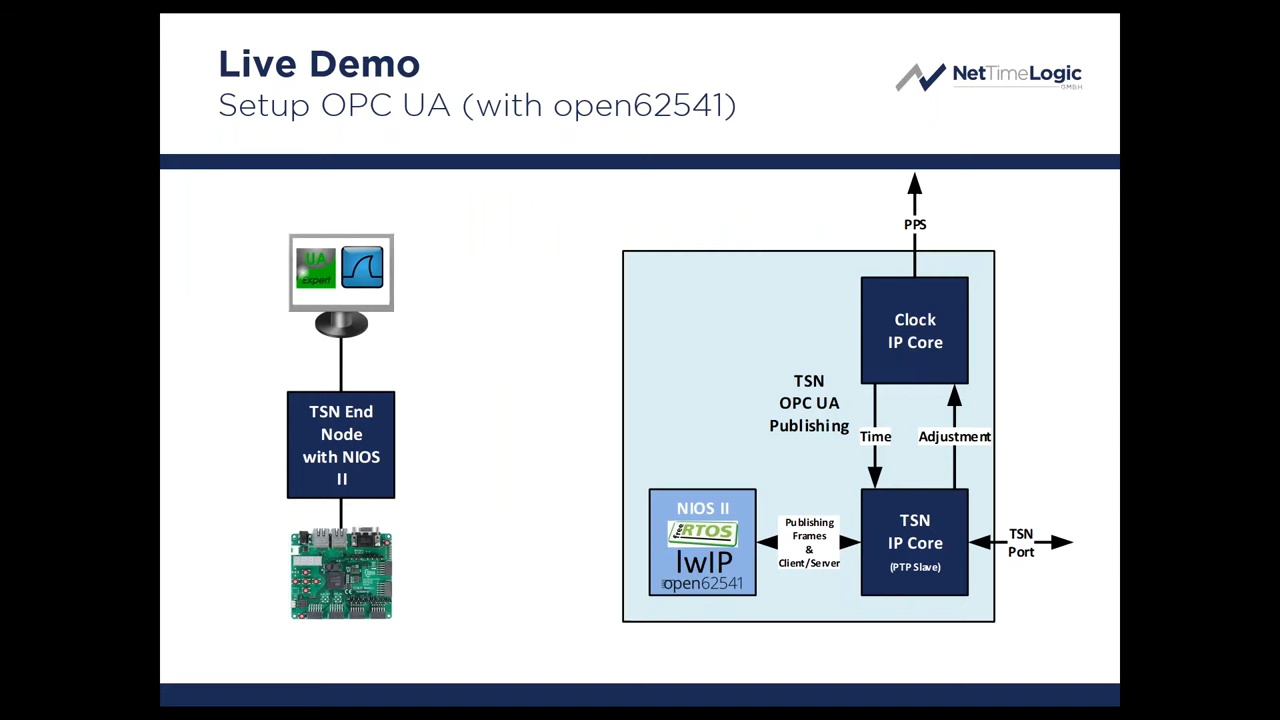 Live Demo
Setup OPC UA (with open62541)
NetTimeLogic
GMBH
UA
Expert
TSN End
Node
with NIOS
II
PPS
Clock
IP Core
TSN
OPC UA
Publishing
Time
Adjustment
NIOS II
free
RTOS
lwIP
open62541
Publishing
Frames
&
Client/Server
TSN
IP Core
(PTP Slave)
TSN
Port